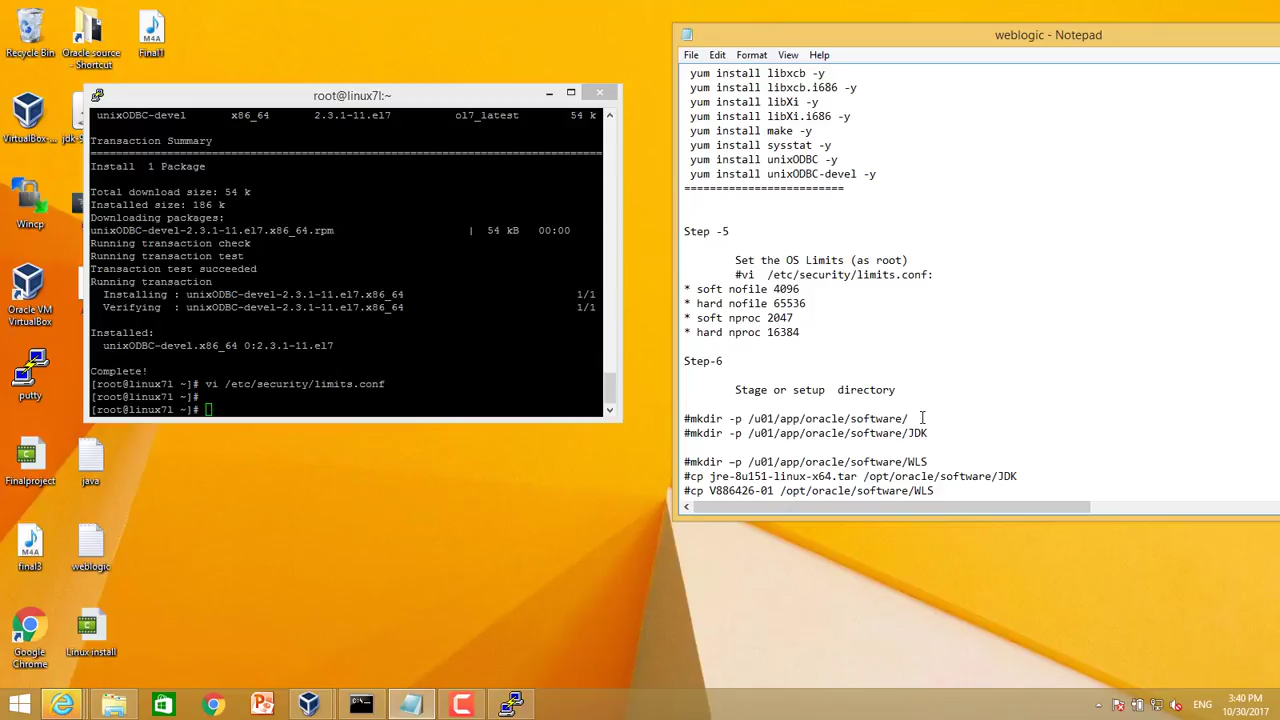 Recycle Bin
Oracle source
- Shortcut
Final1
VirtualBox-...
jdk-8
Wincp
Oracle VM
VirtualBox
putty
Finalproject
java
final3
weblogic
Google
Chrome
Linux install
root@linux7l:~
unixODBC-devel x86_64 2.3.1-11.el7 ol7_latest 54 k
Transaction Summary
================================================================================
Install 1 Package
Total download size: 54 k
Installed size: 186 k
Downloading packages:
unixODBC-devel-2.3.1-11.el7.x86_64.rpm | 54 kB 00:00
Running transaction check
Running transaction test
Transaction test succeeded
Running transaction
Installing : unixODBC-devel-2.3.1-11.el7.x86_64 1/1
Verifying : unixODBC-devel-2.3.1-11.el7.x86_64 1/1
Installed:
unixODBC-devel.x86_64 0:2.3.1-11.el7
Complete!
[root@linux7l ~]# vi /etc/security/limits.conf
[root@linux7l ~]#
[root@linux7l ~]#
weblogic - Notepad
File Edit Format View Help
yum install libxcb -y
yum install libxcb.i686 -y
yum install libXi -y
yum install libXi.i686 -y
yum install make -y
yum install sysstat -y
yum install unixODBC -y
yum install unixODBC-devel -y
=========================
Step -5
Set the OS Limits (as root)
#vi /etc/security/limits.conf:
* soft nofile 4096
* hard nofile 65536
* soft nproc 2047
* hard nproc 16384
Step-6
Stage or setup directory
#mkdir -p /u01/app/oracle/software/
#mkdir -p /u01/app/oracle/software/JDK
#mkdir –p /u01/app/oracle/software/WLS
#cp jre-8u151-linux-x64.tar /opt/oracle/software/JDK
#cp V886426-01 /opt/oracle/software/WLS
ENG
3:40 PM
10/30/2017